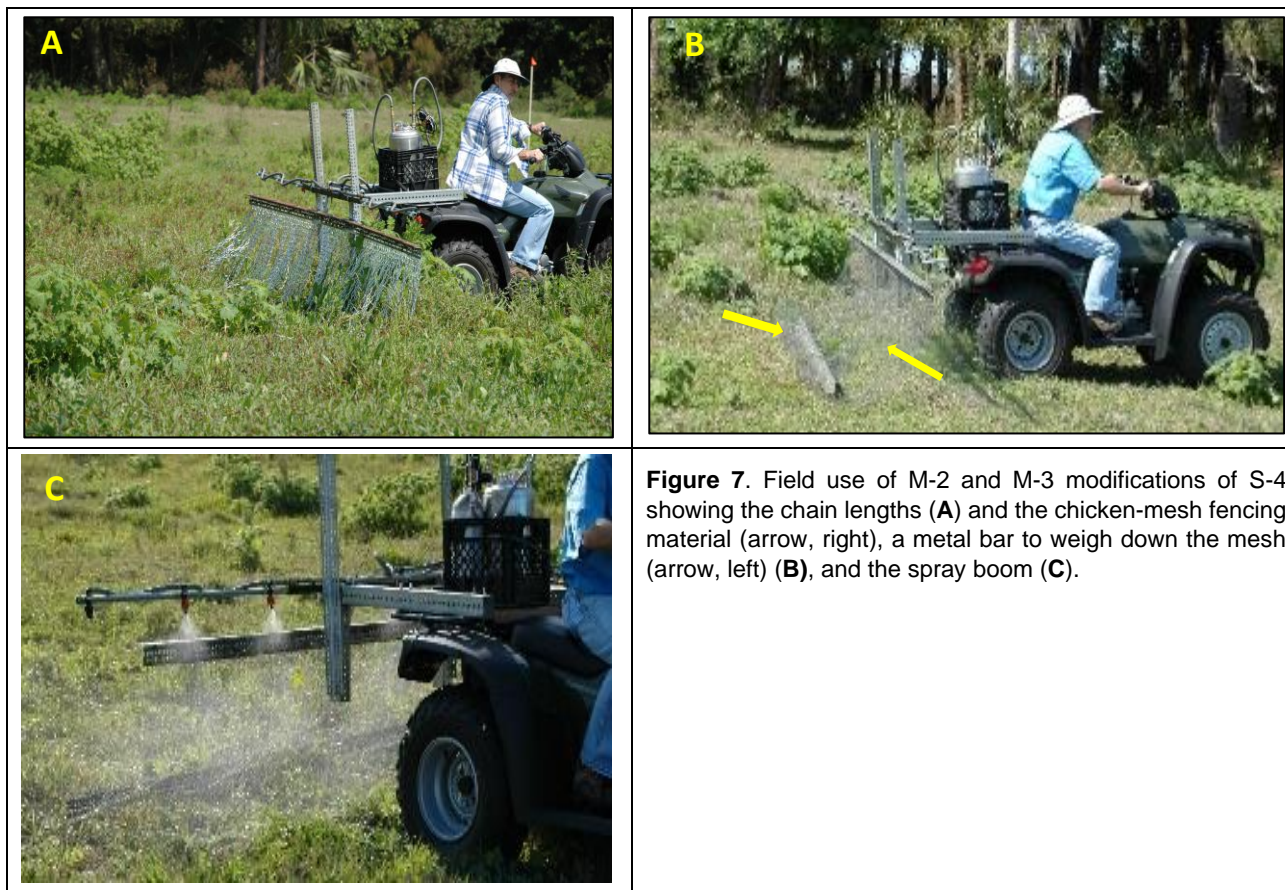 A
B
C
Figure 7. Field use of M-2 and M-3 modifications of S-4
showing the chain lengths (A) and the chicken-mesh fencing
material (arrow, right), a metal bar to weigh down the mesh
(arrow, left) (B), and the spray boom (C).